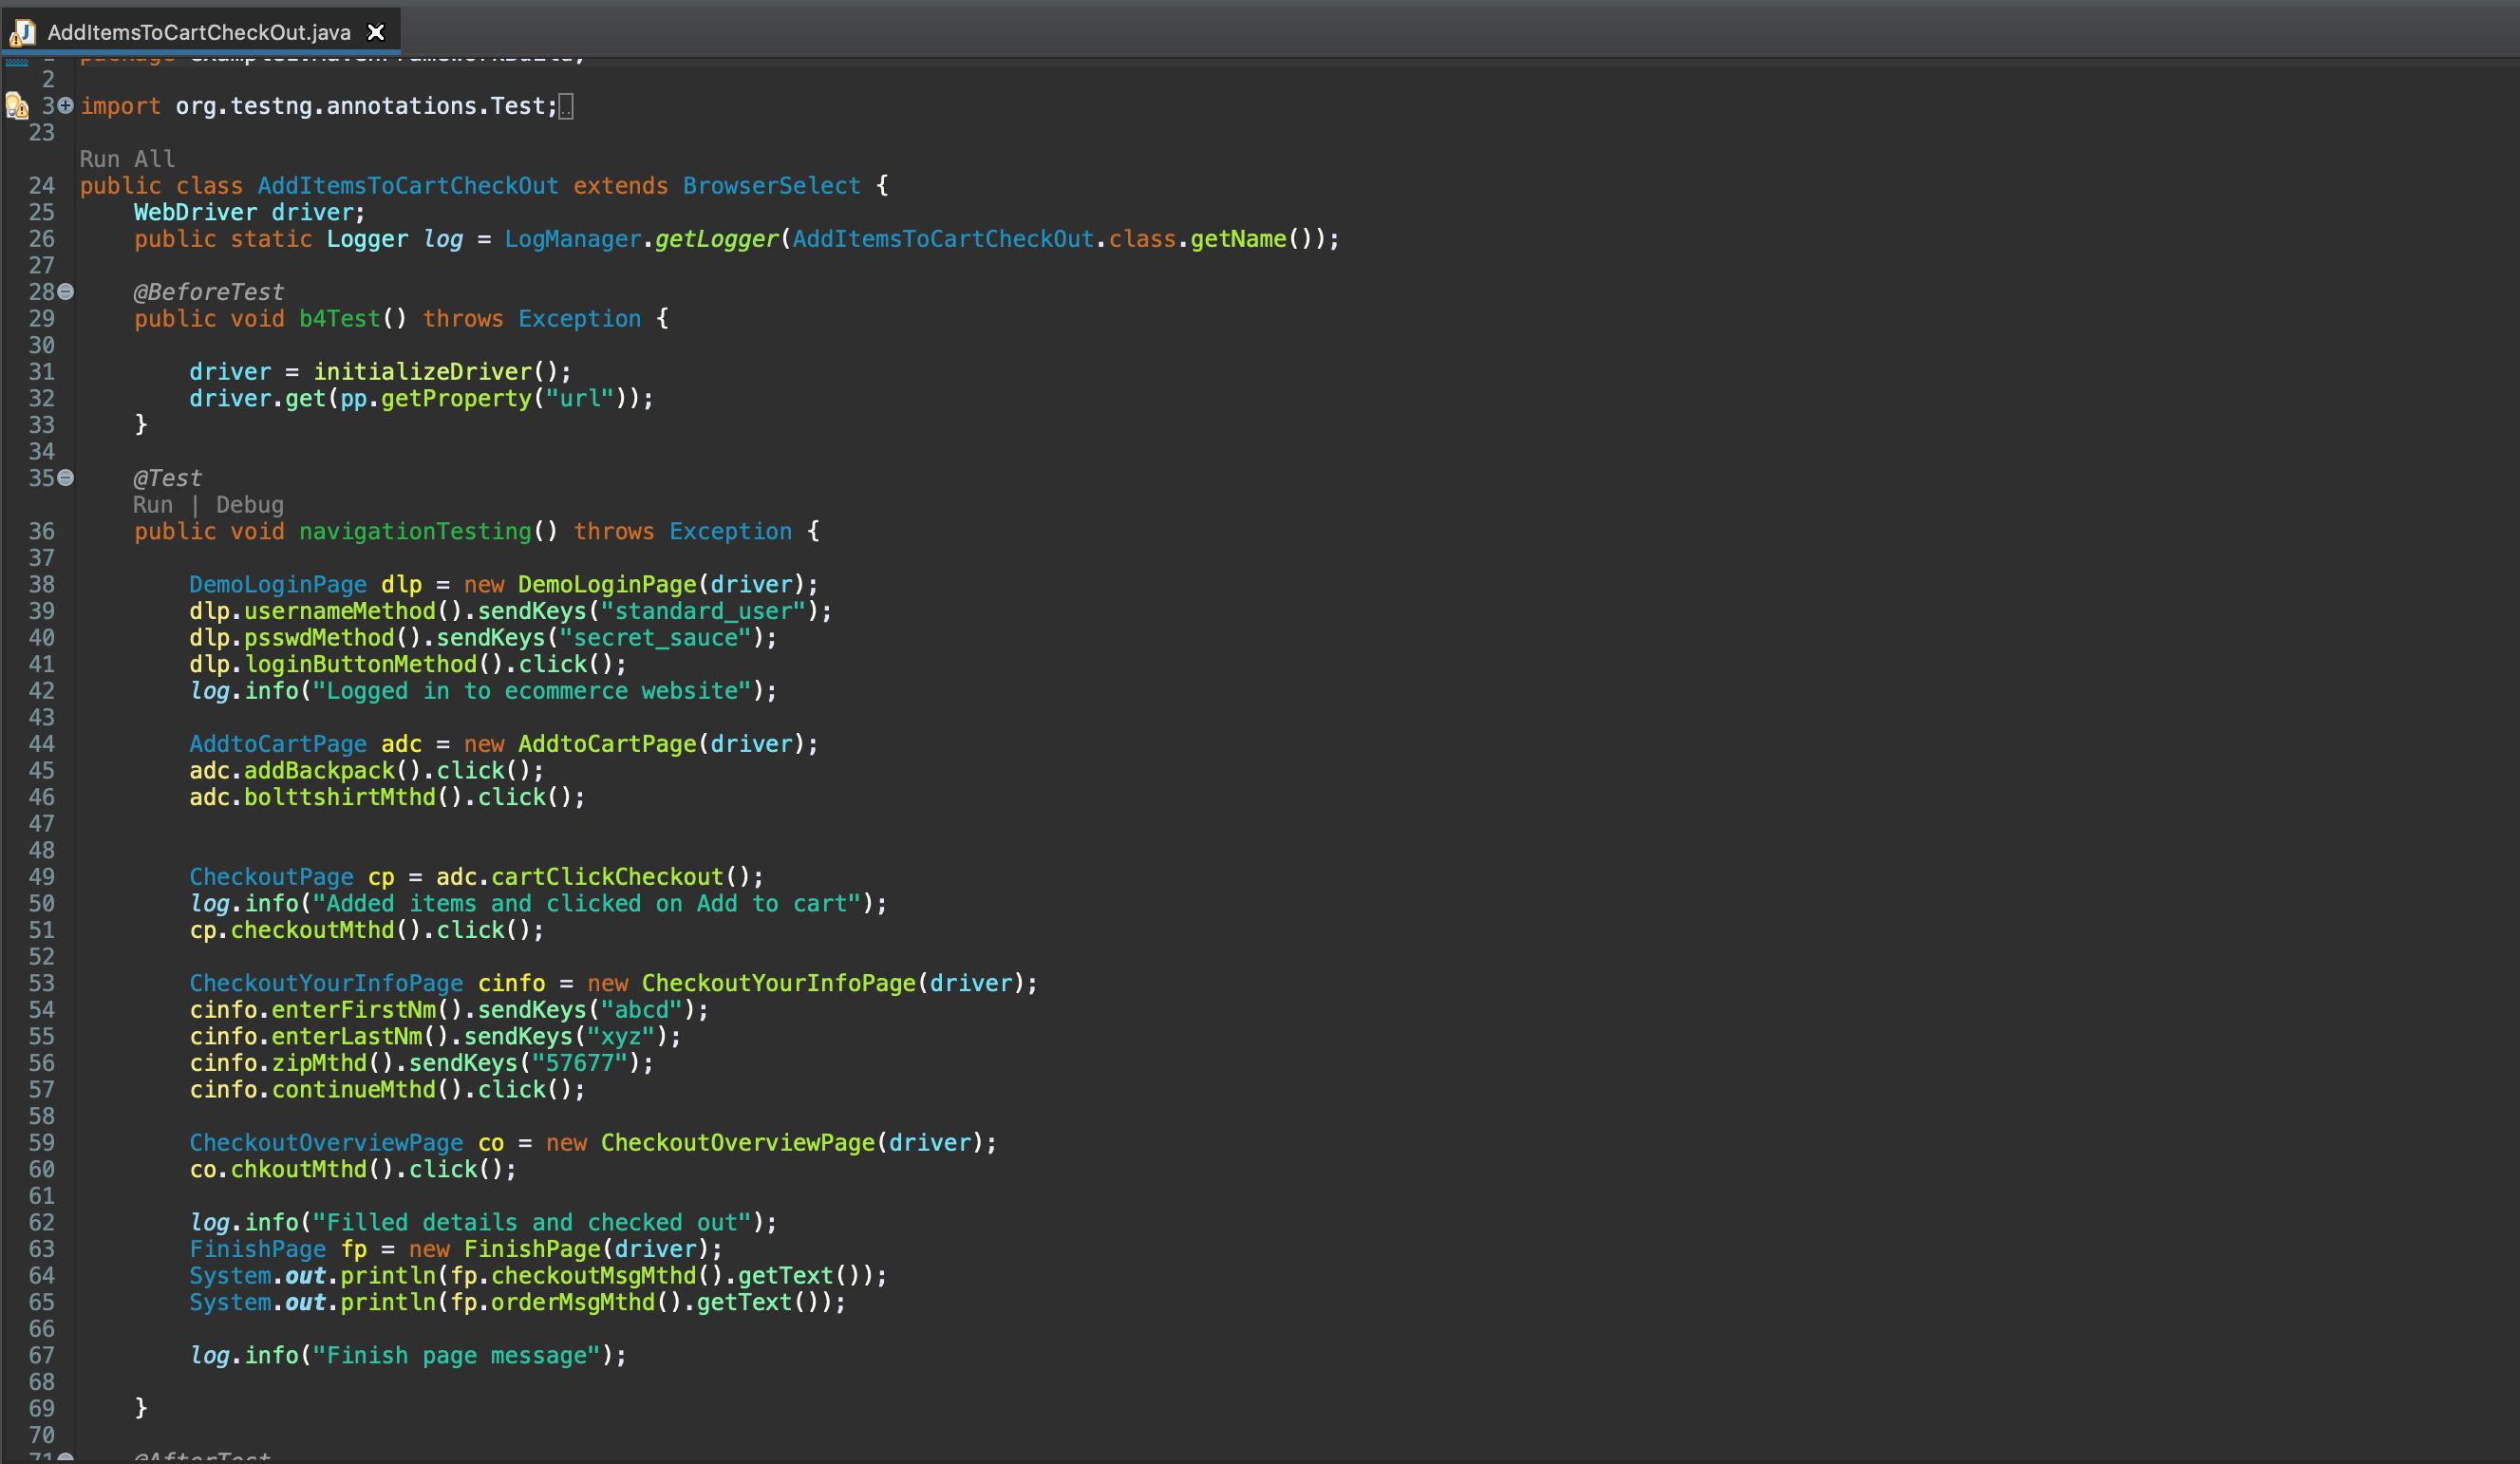 AddItemsToCartCheckOut.java
2
3 import org.testng.annotations.Test;
23
Run All
24 public class AddItemsToCartCheckOut extends BrowserSelect {
25 WebDriver driver;
26 public static Logger log = LogManager.getLogger(AddItemsToCartCheckOut.class.getName());
27
28 @BeforeTest
29 public void b4Test() throws Exception {
30
31 driver = initializeDriver();
32 driver.get(pp.getProperty("url"));
33 }
34
35 @Test
Run | Debug
36 public void navigationTesting() throws Exception {
37
38 DemoLoginPage dlp = new DemoLoginPage(driver);
39 dlp.usernameMethod().sendKeys("standard_user");
40 dlp.psswdMethod().sendKeys("secret_sauce");
41 dlp.loginButtonMethod().click();
42 log.info("Logged in to ecommerce website");
43
44 AddtoCartPage adc = new AddtoCartPage(driver);
45 adc.addBackpack().click();
46 adc.bolttshirtMthd().click();
47
48
49 CheckoutPage cp = adc.cartClickCheckout();
50 log.info("Added items and clicked on Add to cart");
51 cp.checkoutMthd().click();
52
53 CheckoutYourInfoPage cinfo = new CheckoutYourInfoPage(driver);
54 cinfo.enterFirstNm().sendKeys("abcd");
55 cinfo.enterLastNm().sendKeys("xyz");
56 cinfo.zipMthd().sendKeys("57677");
57 cinfo.continueMthd().click();
58
59 CheckoutOverviewPage co = new CheckoutOverviewPage(driver);
60 co.chkoutMthd().click();
61
62 log.info("Filled details and checked out");
63 FinishPage fp = new FinishPage(driver);
64 System.out.println(fp.checkoutMsgMthd().getText());
65 System.out.println(fp.orderMsgMthd().getText());
66
67 log.info("Finish page message");
68
69 }
70
71 @AfterTest